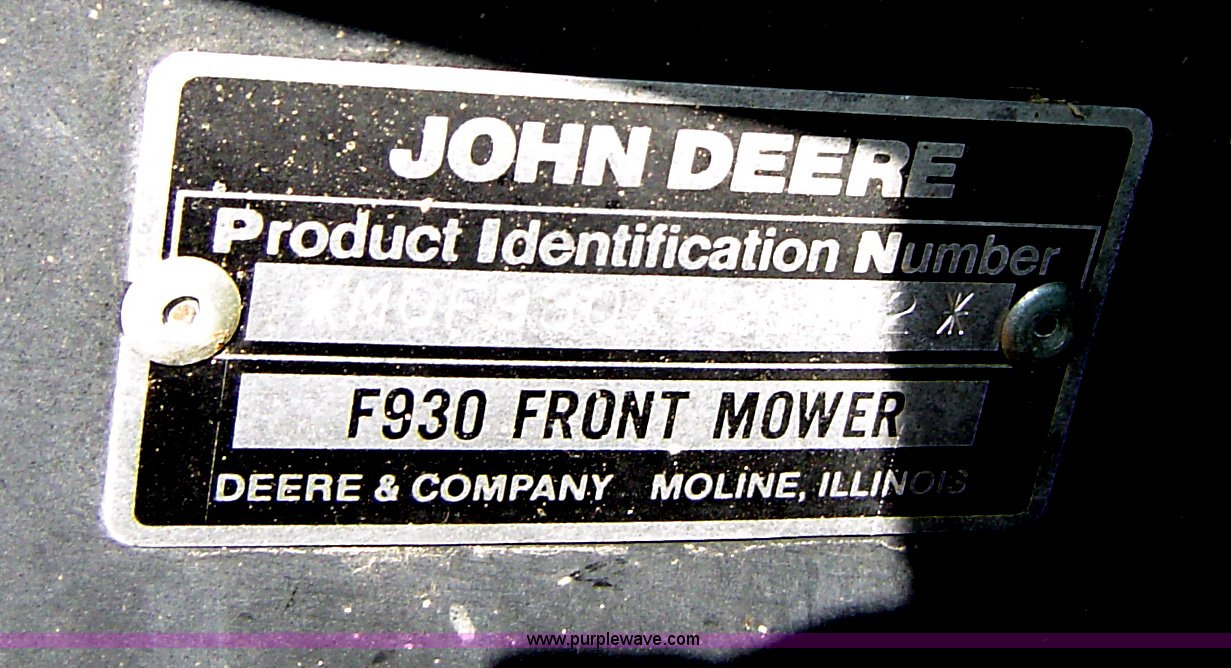 JOHN DEERE
Product Identification Number
F930 FRONT MOWER
DEERE & COMPANY MOLINE, ILLINOIS
www.purplewave.com